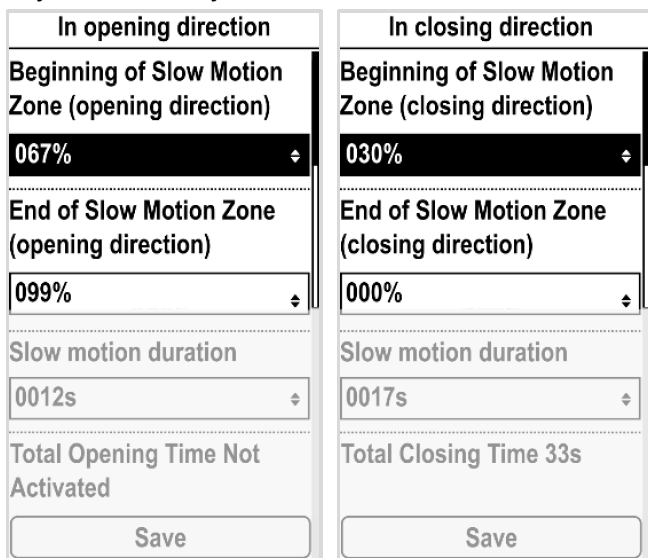 In opening direction
Beginning of Slow Motion
Zone (opening direction)
067%
End of Slow Motion Zone
(opening direction)
099%
Slow motion duration
0012s
Total Opening Time Not
Activated
Save
In closing direction
Beginning of Slow Motion
Zone (closing direction)
030%
End of Slow Motion Zone
(closing direction)
000%
Slow motion duration
0017s
Total Closing Time 33s
Save